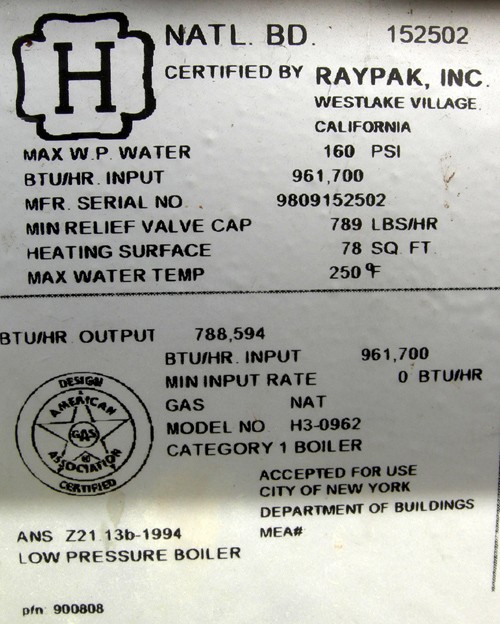 H
NATL. BD. 152502
CERTIFIED BY RAYPAK, INC.
WESTLAKE VILLAGE
CALIFORNIA
MAX W.P. WATER 160 PSI
BTU/HR. INPUT 961,700
MFR. SERIAL NO 9809152502
MIN RELIEF VALVE CAP 789 LBS/HR
HEATING SURFACE 78 SQ. FT.
MAX WATER TEMP 250 °F
BTU/HR. OUTPUT 788,594
BTU/HR. INPUT 961,700
MIN INPUT RATE 0 BTU/HR
GAS NAT
MODEL NO. H3-0962
CATEGORY 1 BOILER
DESIGN
AMERICAN
GAS
ASSOCIATION
CERTIFIED
ACCEPTED FOR USE
CITY OF NEW YORK
DEPARTMENT OF BUILDINGS
MEA#
ANS Z21.13b-1994
LOW PRESSURE BOILER
pfn: 900808